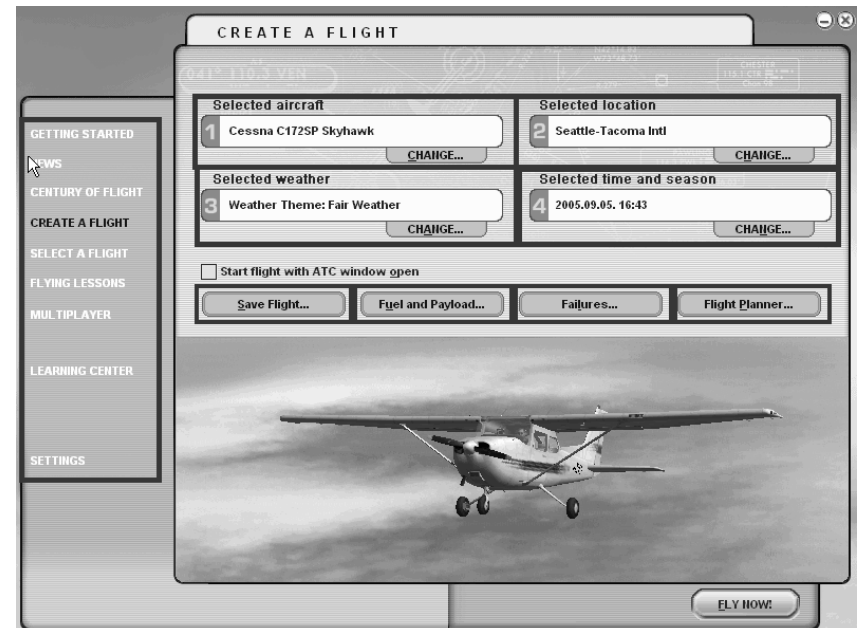 CREATE A FLIGHT
Selected aircraft
1 Cessna C172SP Skyhawk
CHANGE...
Selected location
2 Seattle-Tacoma Intl
CHANGE...
Selected weather
3 Weather Theme: Fair Weather
CHANGE...
Selected time and season
4 2005.09.05. 16:43
CHANGE...
Start flight with ATC window open
Save Flight...
Fuel and Payload...
Failures...
Flight Planner...
GETTING STARTED
CENTURY OF FLIGHT
CREATE A FLIGHT
SELECT A FLIGHT
FLYING LESSONS
MULTIPLAYER
LEARNING CENTER
SETTINGS
FLY NOW!